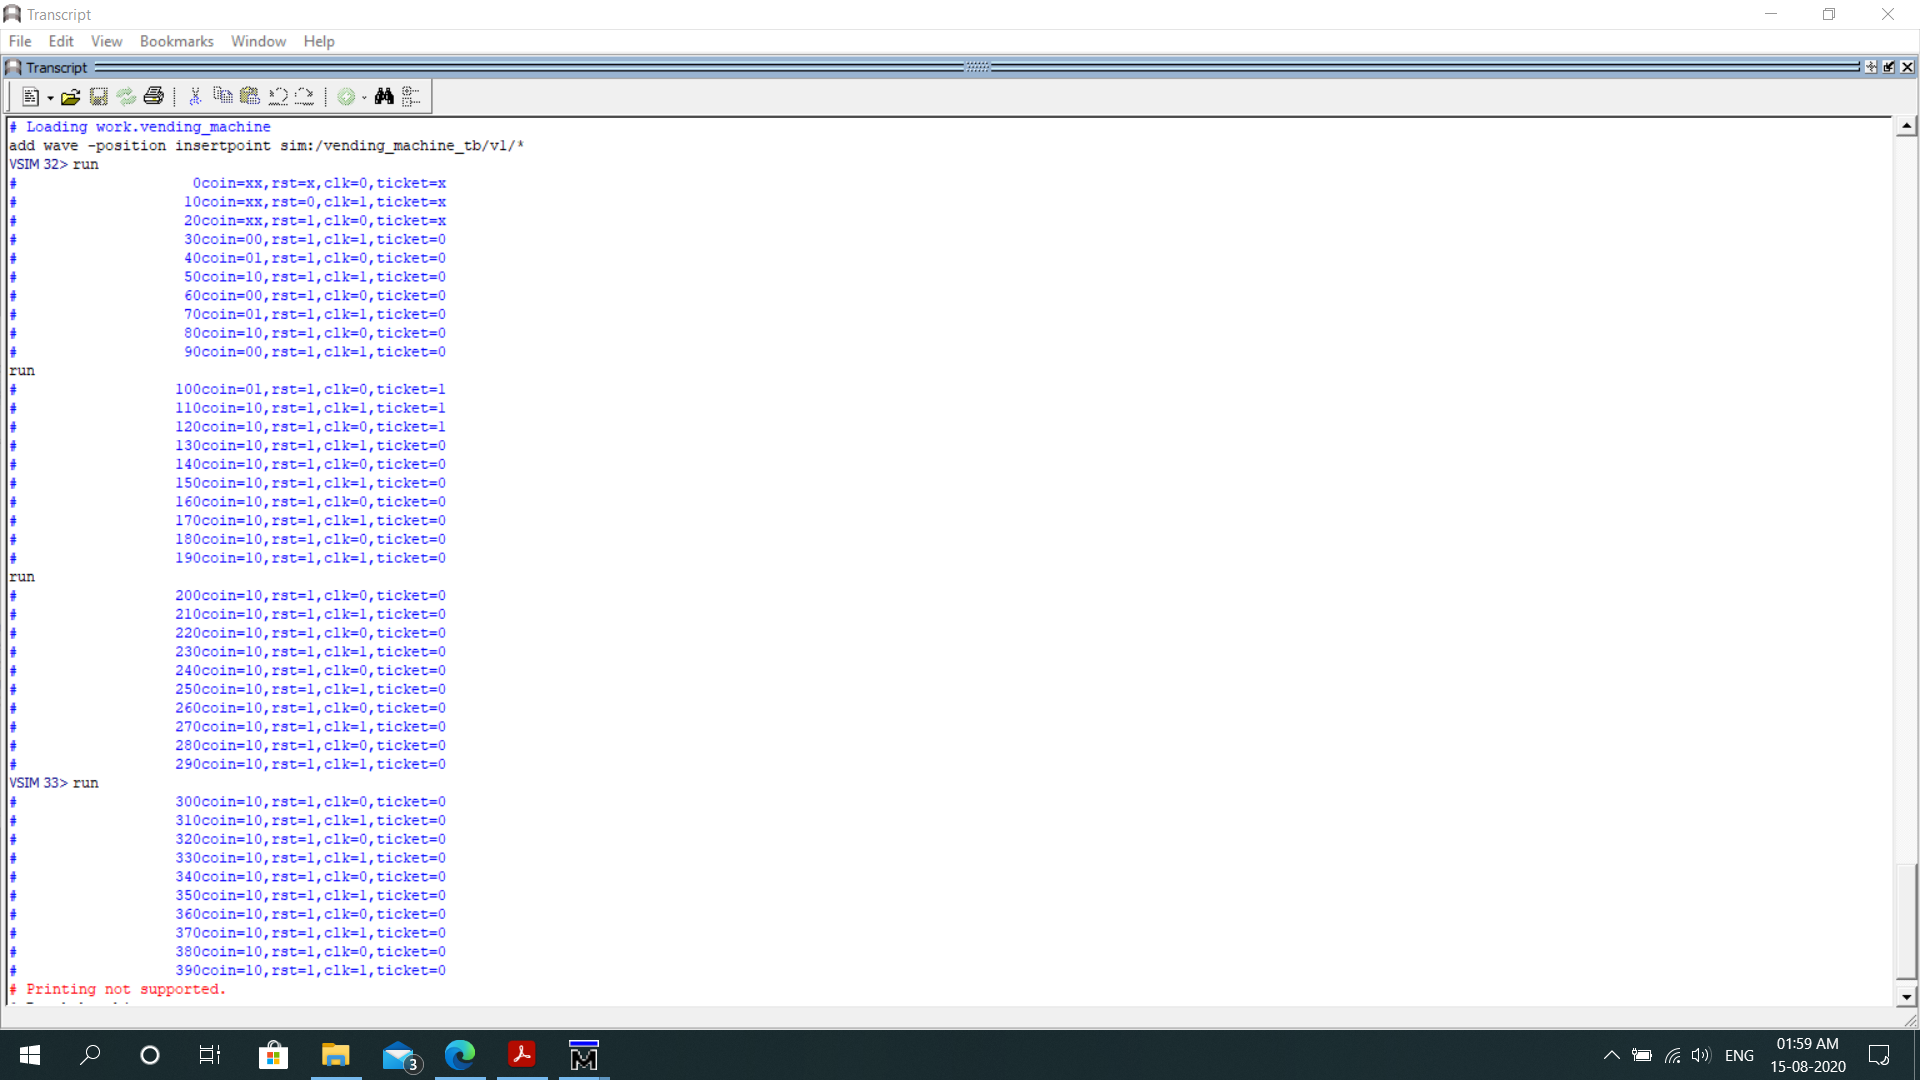 Transcript
File Edit View Bookmarks Window Help
Transcript
# Loading work.vending_machine
add wave -position insertpoint sim:/vending_machine_tb/v1/*
VSIM 32> run
# 0coin=xx,rst=x,clk=0,ticket=x
# 10coin=xx,rst=0,clk=1,ticket=x
# 20coin=xx,rst=1,clk=0,ticket=x
# 30coin=00,rst=1,clk=1,ticket=0
# 40coin=01,rst=1,clk=0,ticket=0
# 50coin=10,rst=1,clk=1,ticket=0
# 60coin=00,rst=1,clk=0,ticket=0
# 70coin=01,rst=1,clk=1,ticket=0
# 80coin=10,rst=1,clk=0,ticket=0
# 90coin=00,rst=1,clk=1,ticket=0
run
# 100coin=01,rst=1,clk=0,ticket=1
# 110coin=10,rst=1,clk=1,ticket=1
# 120coin=10,rst=1,clk=0,ticket=1
# 130coin=10,rst=1,clk=1,ticket=0
# 140coin=10,rst=1,clk=0,ticket=0
# 150coin=10,rst=1,clk=1,ticket=0
# 160coin=10,rst=1,clk=0,ticket=0
# 170coin=10,rst=1,clk=1,ticket=0
# 180coin=10,rst=1,clk=0,ticket=0
# 190coin=10,rst=1,clk=1,ticket=0
run
# 200coin=10,rst=1,clk=0,ticket=0
# 210coin=10,rst=1,clk=1,ticket=0
# 220coin=10,rst=1,clk=0,ticket=0
# 230coin=10,rst=1,clk=1,ticket=0
# 240coin=10,rst=1,clk=0,ticket=0
# 250coin=10,rst=1,clk=1,ticket=0
# 260coin=10,rst=1,clk=0,ticket=0
# 270coin=10,rst=1,clk=1,ticket=0
# 280coin=10,rst=1,clk=0,ticket=0
# 290coin=10,rst=1,clk=1,ticket=0
VSIM 33> run
# 300coin=10,rst=1,clk=0,ticket=0
# 310coin=10,rst=1,clk=1,ticket=0
# 320coin=10,rst=1,clk=0,ticket=0
# 330coin=10,rst=1,clk=1,ticket=0
# 340coin=10,rst=1,clk=0,ticket=0
# 350coin=10,rst=1,clk=1,ticket=0
# 360coin=10,rst=1,clk=0,ticket=0
# 370coin=10,rst=1,clk=1,ticket=0
# 380coin=10,rst=1,clk=0,ticket=0
# 390coin=10,rst=1,clk=1,ticket=0
# Printing not supported.
3
M
ENG
01:59 AM
15-08-2020